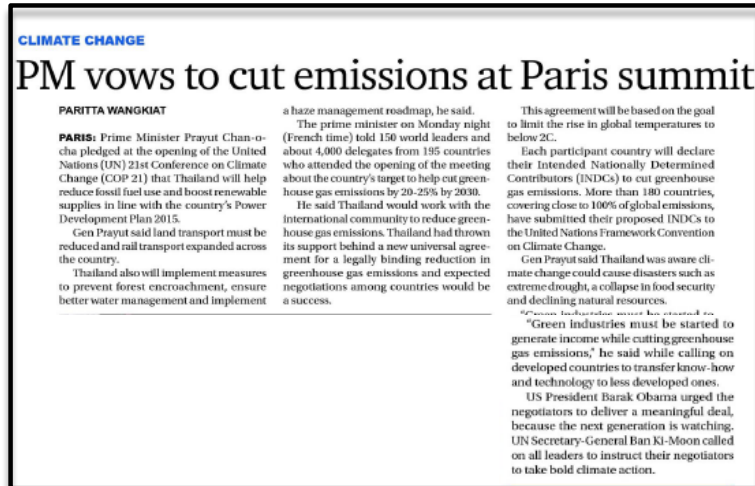 CLIMATE CHANGE
PM vows to cut emissions at Paris summit
PARITTA WANGKIAT
PARIS: Prime Minister Prayut Chan-o-
cha pledged at the opening of the United
Nations (UN) 21st Conference on Climate
Change (COP 21) that Thailand will help
reduce fossil fuel use and boost renewable
supplies in line with the country's Power
Development Plan 2015.
Gen Prayut said land transport must be
reduced and rail transport expanded across
the country.
Thailand also will implement measures
to prevent forest encroachment, ensure
better water management and implement
a haze management roadmap, he said.
The prime minister on Monday night
(French time) told 150 world leaders and
about 4,000 delegates from 195 countries
who attended the opening of the meeting
about the country's target to help cut green-
house gas emissions by 20-25% by 2030.
He said Thailand would work with the
international community to reduce green-
house gas emissions. Thailand had thrown
its support behind a new universal agree-
ment for a legally binding reduction in
greenhouse gas emissions and expected
negotiations among countries would be
a success.
This agreement will be based on the goal
to limit the rise in global temperatures to
below 2C.
Each participant country will declare
their Intended Nationally Determined
Contributors (INDCs) to cut greenhouse
gas emissions. More than 180 countries,
covering close to 100% of global emissions,
have submitted their proposed INDCs to
the United Nations Framework Convention
on Climate Change.
Gen Prayut said Thailand was aware cli-
mate change could cause disasters such as
extreme drought, a collapse in food security
and declining natural resources.
"Green industries must be started to
"Green industries must be started to
generate income while cutting greenhouse
gas emissions," he said while calling on
developed countries to transfer know-how
and technology to less developed ones.
US President Barak Obama urged the
negotiators to deliver a meaningful deal,
because the next generation is watching.
UN Secretary-General Ban Ki-Moon called
on all leaders to instruct their negotiators
to take bold climate action.